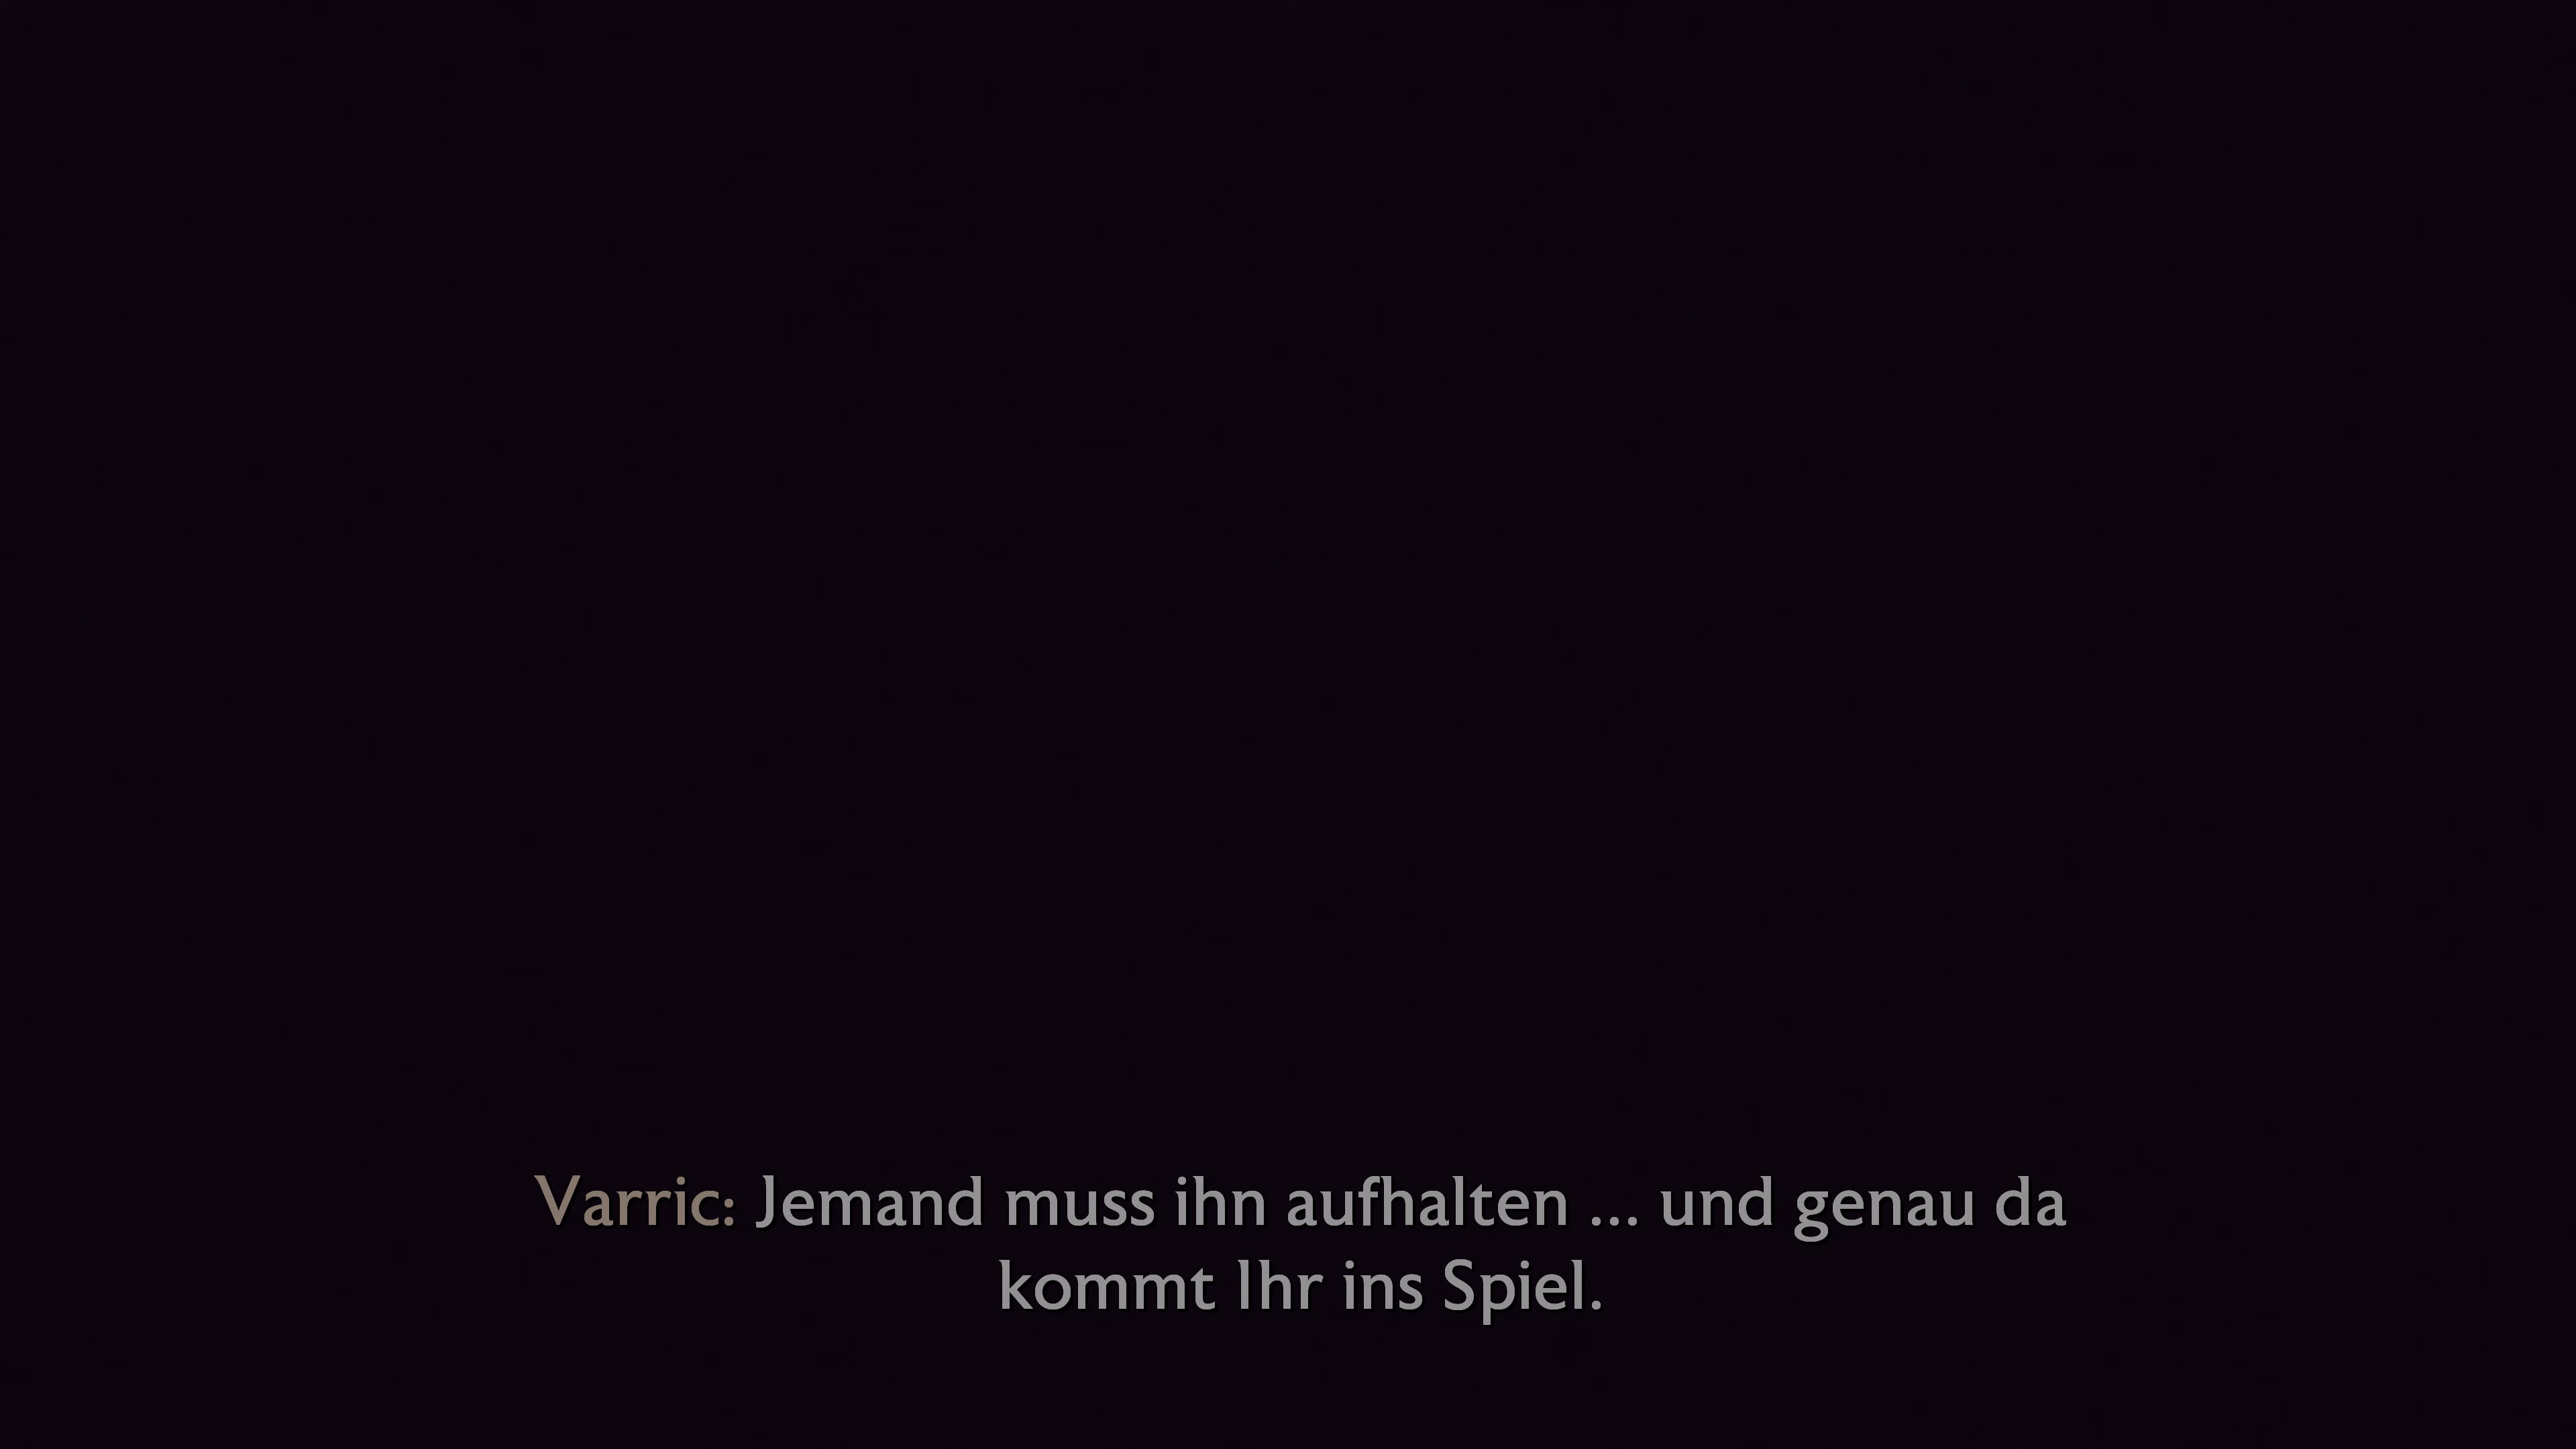 Varric: Jemand muss ihn aufhalten ... und genau da
kommt Ihr ins Spiel.